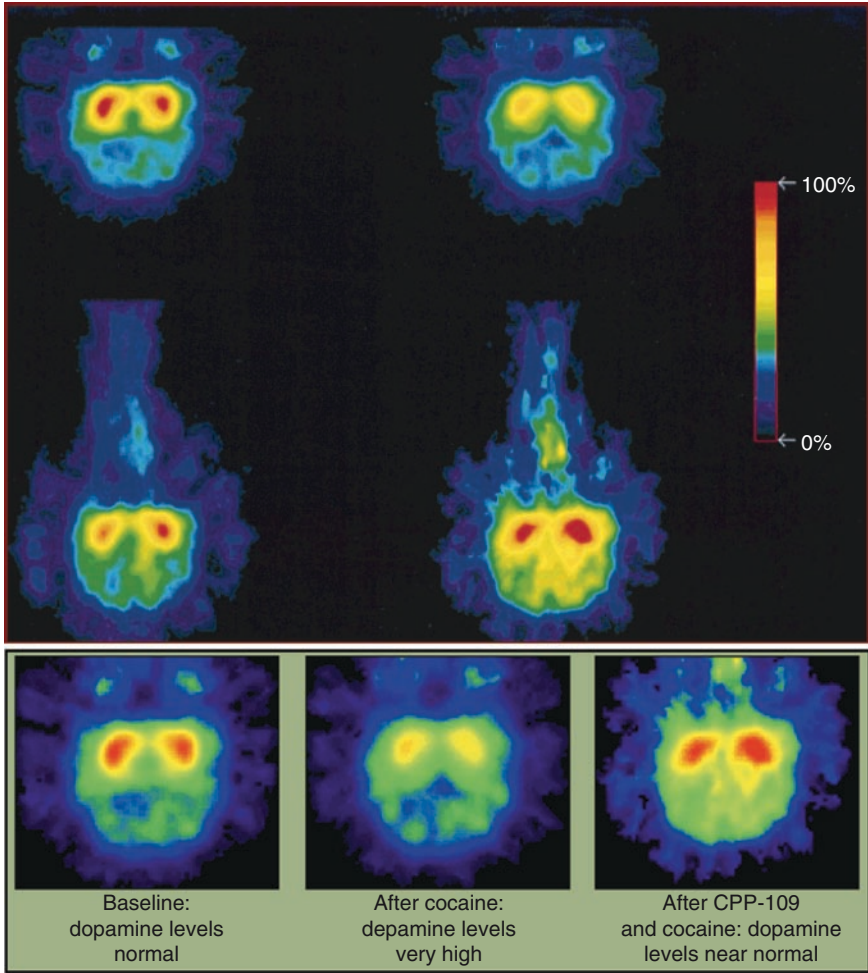 100%
0%
Baseline:
dopamine levels
normal
After cocaine:
depamine levels
very high
After CPP-109
and cocaine: dopamine
levels near normal